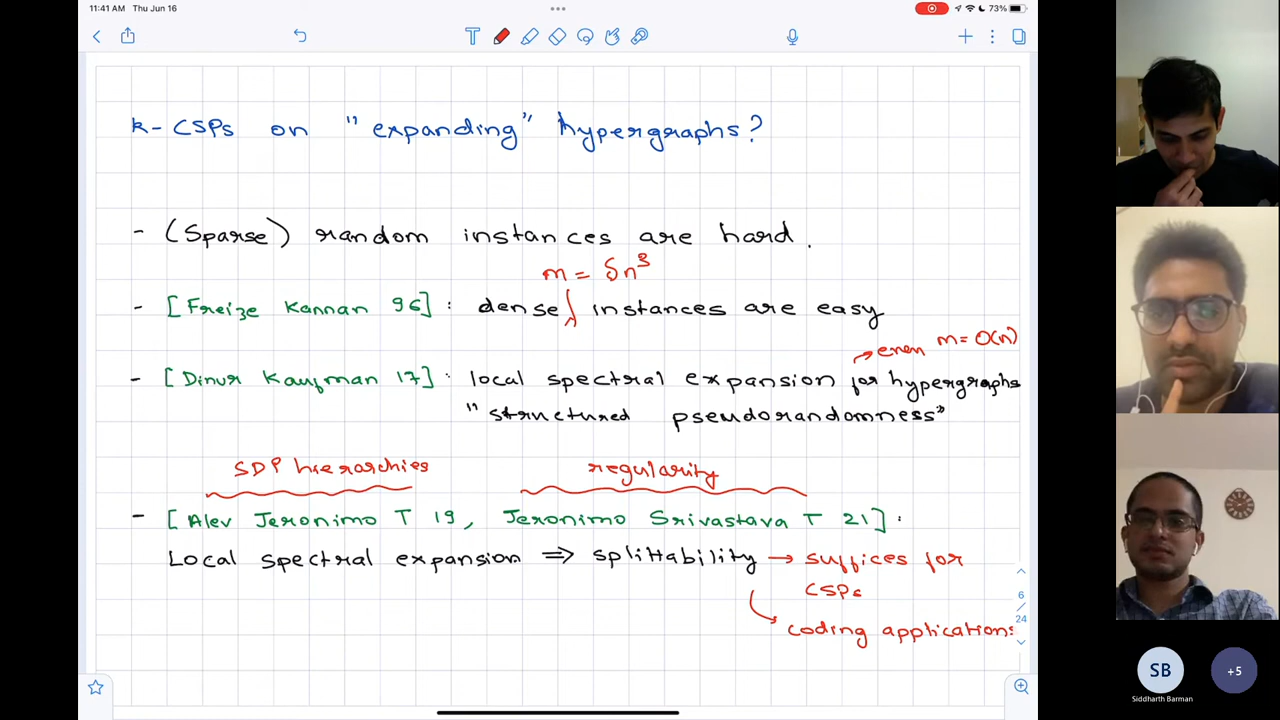 11:41 AM Thu Jun 16
73%
k-CSPs on "expanding" hypergraphs?
- (Sparse) random instances are hard.
m = δn³
- [Freize Kannan 96] : dense instances are easy
→ even m = O(n)
- [Dinur Kaufman 17] : local spectral expansion for hypergraphs
"structured pseudorandomness"
SDP hierarchies regularity
- [Alev Jeronimo T 19, Jeronimo Srivastava T 21] :
Local spectral expansion ⇒ splittability → suffices for
CSPs
coding applications
6
/
24
SB
+5
Siddharth Barman